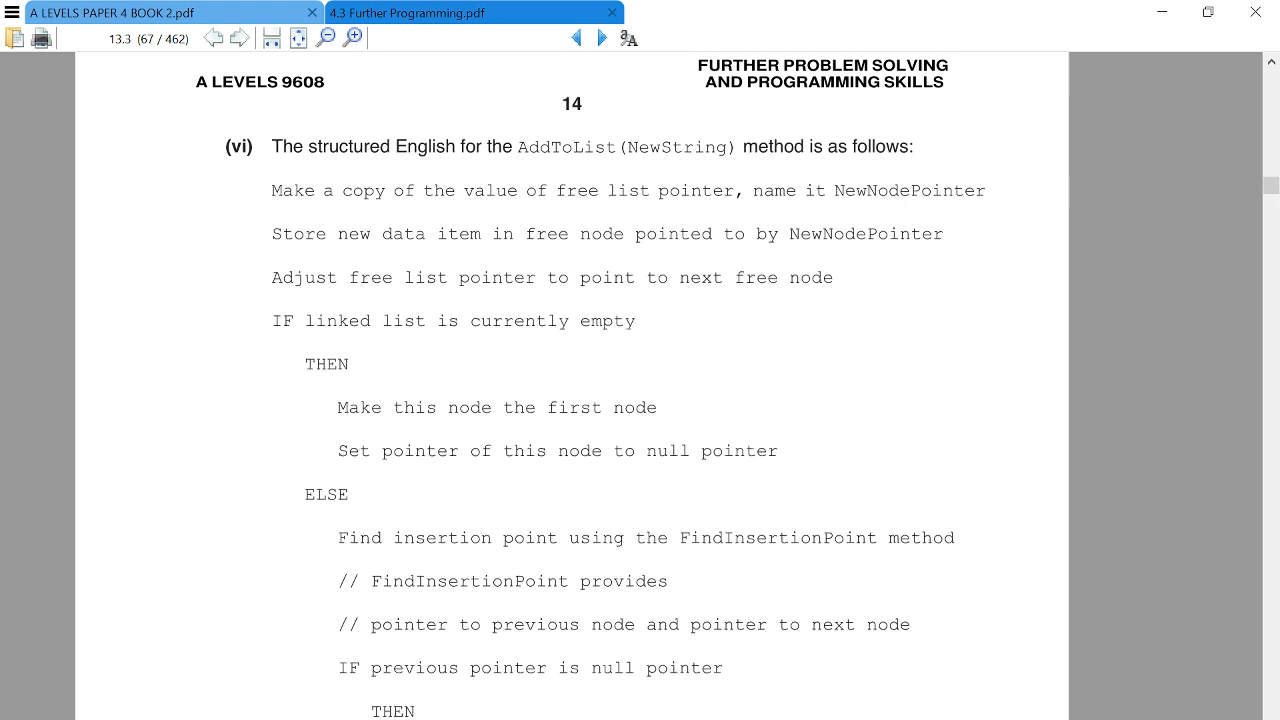 A LEVELS PAPER 4 BOOK 2.pdf
4.3 Further Programming.pdf
13.3 (67 / 462)
A LEVELS 9608
FURTHER PROBLEM SOLVING
AND PROGRAMMING SKILLS
14
(vi) The structured English for the AddToList(NewString) method is as follows:
Make a copy of the value of free list pointer, name it NewNodePointer
Store new data item in free node pointed to by NewNodePointer
Adjust free list pointer to point to next free node
IF linked list is currently empty
THEN
Make this node the first node
Set pointer of this node to null pointer
ELSE
Find insertion point using the FindInsertionPoint method
// FindInsertionPoint provides
// pointer to previous node and pointer to next node
IF previous pointer is null pointer
THEN